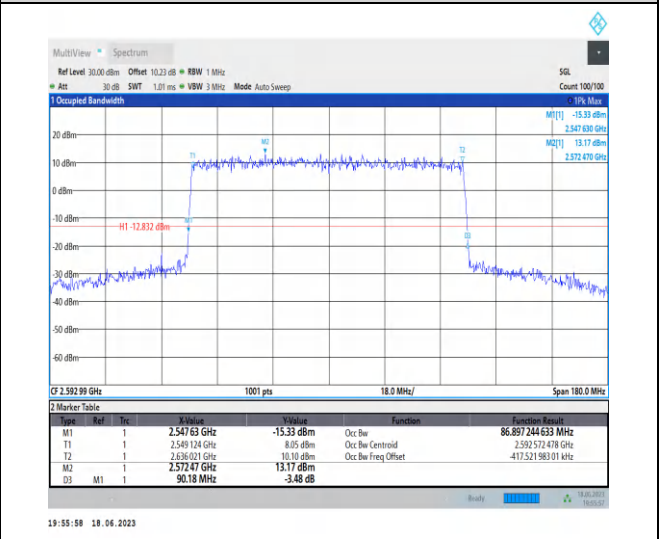 MultiView Spectrum
Ref Level 30.00 dBm Offset 10.23 dB RBW 1 MHz SGL
Att 30 dB SWT 1.01 ms VBW 3 MHz Mode Auto Sweep Count 100/100
1 Occupied Bandwidth 1Pk Max
M1[1] -15.33 dBm
2.547 630 GHz
M2[1] 13.17 dBm
2.572 470 GHz
20 dBm
M2
T1
T2
10 dBm
0 dBm
-10 dBm
H1 -12.832 dBm
M1
D3
-20 dBm
-30 dBm
-40 dBm
-50 dBm
-60 dBm
CF 2.592 99 GHz 1001 pts 18.0 MHz/ Span 180.0 MHz
2 Marker Table
Type Ref Trc X-Value Y-Value Function Function Result
M1 1 2.547 63 GHz -15.33 dBm Occ Bw 86.897 244 633 MHz
T1 1 2.549 124 GHz 8.05 dBm Occ Bw Centroid 2.592 572 478 GHz
T2 1 2.636 021 GHz 10.10 dBm Occ Bw Freq Offset -417.521 983 01 kHz
M2 1 2.572 47 GHz 13.17 dBm
D3 M1 1 90.18 MHz -3.48 dB
Ready 18.06.2023
19:55:57
19:55:58 18.06.2023